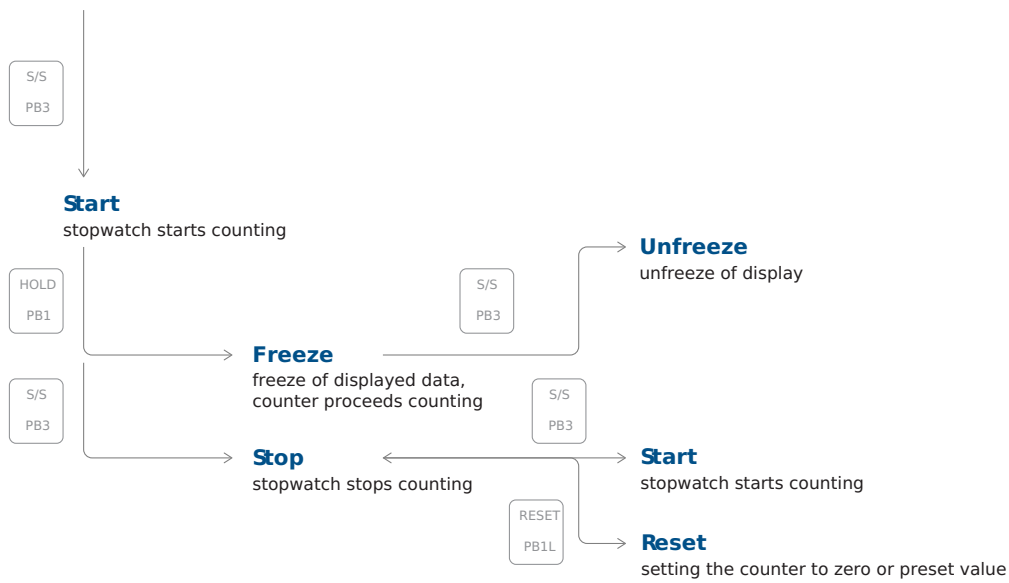 S/S
PB3
Start
stopwatch starts counting
HOLD
PB1
S/S
PB3
Unfreeze
unfreeze of display
Freeze
freeze of displayed data,
counter proceeds counting
S/S
PB3
S/S
PB3
Stop
stopwatch stops counting
Start
stopwatch starts counting
RESET
PB1L
Reset
setting the counter to zero or preset value